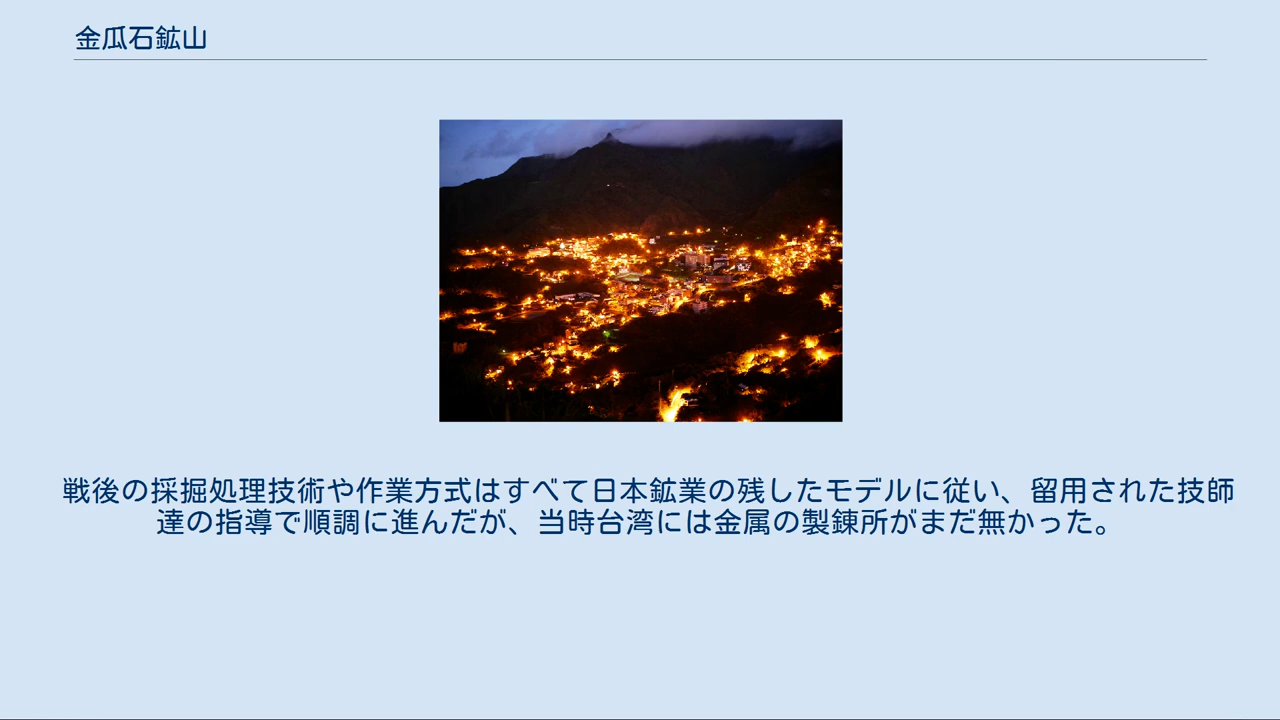 金瓜石鉱山
戦後の採掘処理技術や作業方式はすべて日本鉱業の残したモデルに従い、留用された技師
達の指導で順調に進んだが、当時台湾には金属の製錬所がまだ無かった。